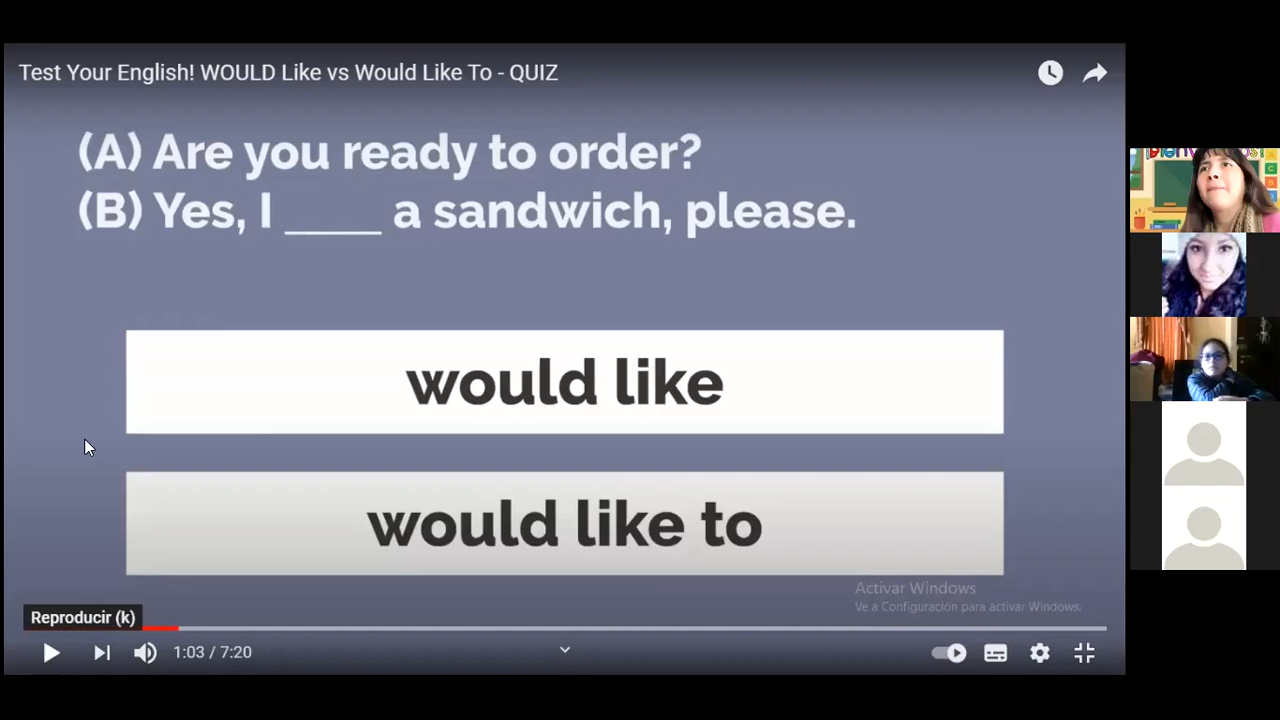 Test Your English! WOULD Like vs Would Like To - QUIZ
(A) Are you ready to order?
(B) Yes, I ____ a sandwich, please.
would like
would like to
Activar Windows
Ve a Configuración para activar Windows.
Reproducir (k)
1:03 / 7:20